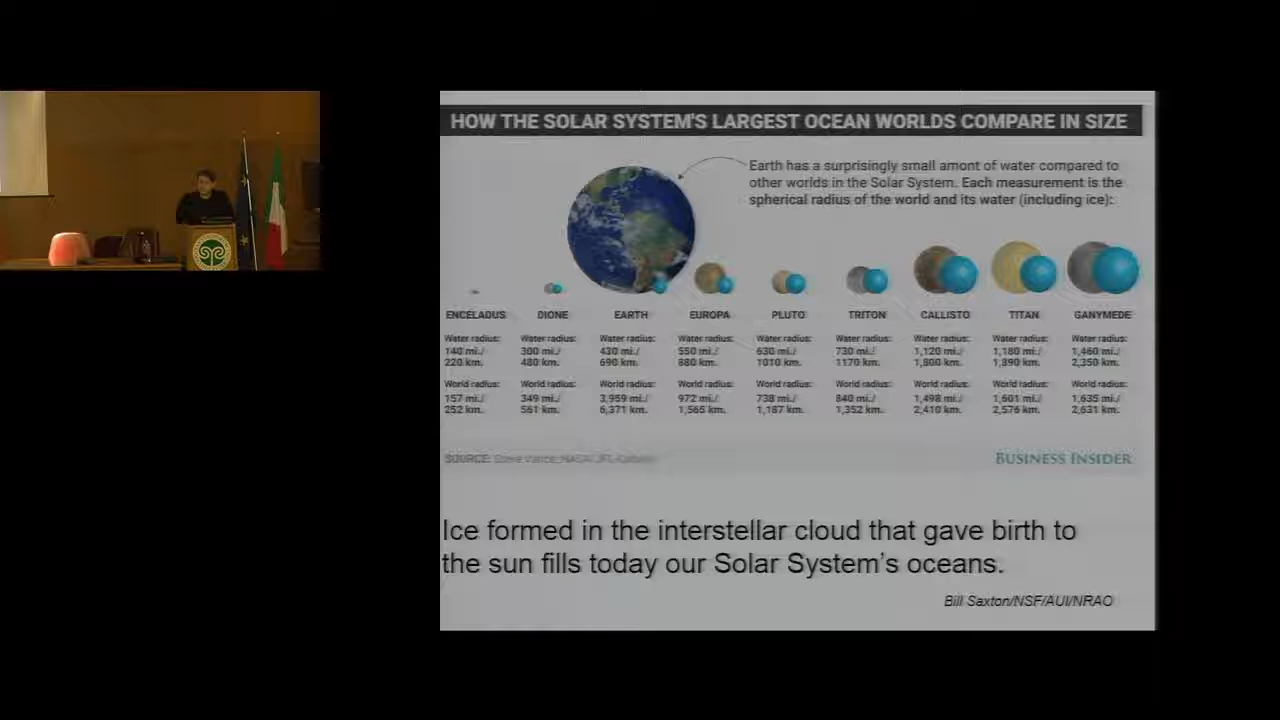 HOW THE SOLAR SYSTEM'S LARGEST OCEAN WORLDS COMPARE IN SIZE
Earth has a surprisingly small amont of water compared to
other worlds in the Solar System. Each measurement is the
spherical radius of the world and its water (including ice):
ENCELADUS DIONE EARTH EUROPA PLUTO TRITON CALLISTO TITAN GANYMEDE
Water radius: Water radius: Water radius: Water radius: Water radius: Water radius: Water radius: Water radius: Water radius:
140 mi./ 300 mi./ 430 mi./ 550 mi./ 630 mi./ 730 mi./ 1,120 mi./ 1,180 mi./ 1,460 mi./
220 km. 480 km. 690 km. 880 km. 1010 km. 1170 km. 1,800 km. 1,890 km. 2,350 km.
World radius: World radius: World radius: World radius: World radius: World radius: World radius: World radius: World radius:
157 mi./ 349 mi./ 3,959 mi./ 972 mi./ 738 mi./ 840 mi./ 1,498 mi./ 1,601 mi./ 1,635 mi./
252 km. 561 km. 6,371 km. 1,565 km. 1,187 km. 1,352 km. 2,410 km. 2,576 km. 2,631 km.
SOURCE: Steve Vance, NASA/JPL-Caltech
BUSINESS INSIDER
Ice formed in the interstellar cloud that gave birth to
the sun fills today our Solar System's oceans.
Bill Saxton/NSF/AUI/NRAO